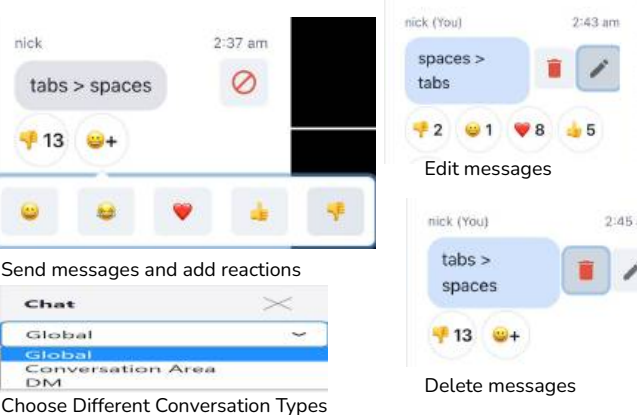 nick 2:37 am
tabs > spaces
13
+
Send messages and add reactions
Chat
Global
Global
Conversation Area
DM
Choose Different Conversation Types
nick (You) 2:43 am
spaces >
tabs
2 1 8 5
Edit messages
nick (You) 2:45
tabs >
spaces
13
+
Delete messages